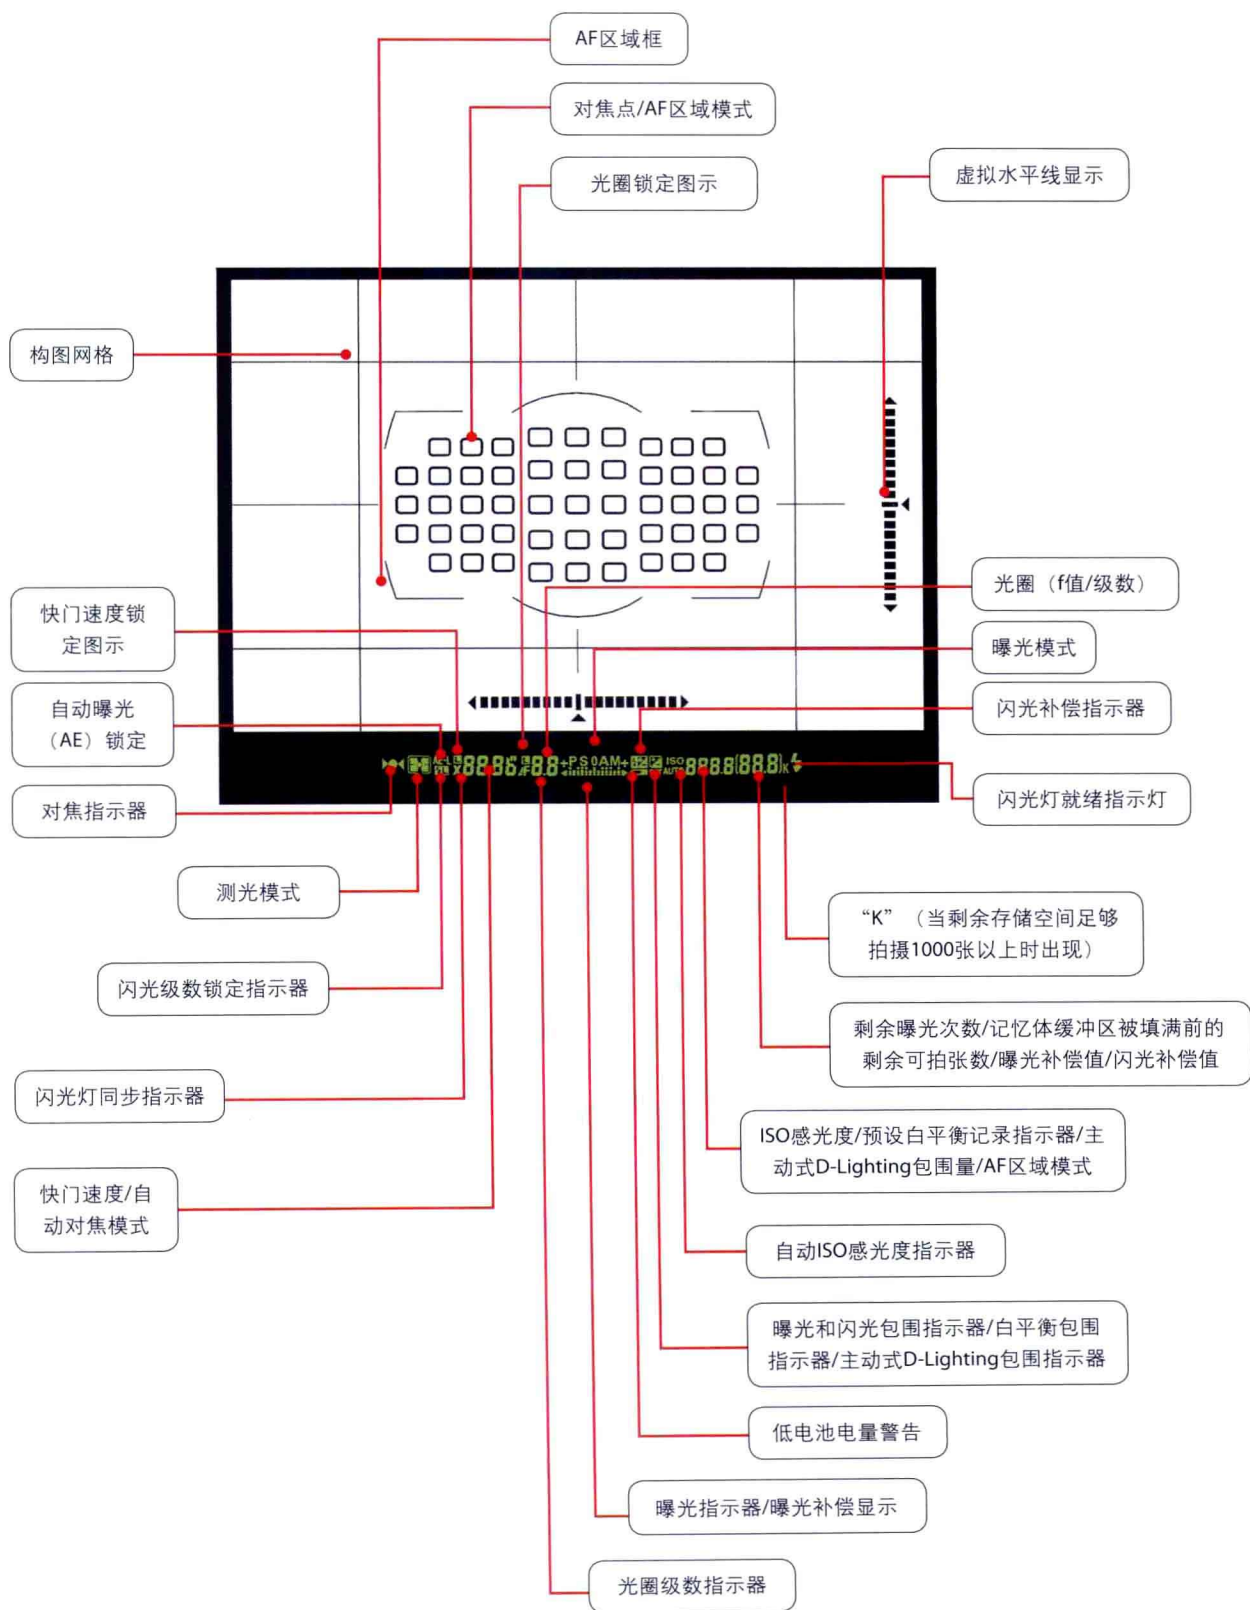 AF区域框
对焦点/AF区域模式
光圈锁定图示
虚拟水平线显示
构图网格
光圈（f值/级数）
快门速度锁
定图示
曝光模式
自动曝光
（AE）锁定
闪光补偿指示器
对焦指示器
闪光灯就绪指示灯
测光模式
“K”（当剩余存储空间足够
拍摄1000张以上时出现）
闪光级数锁定指示器
剩余曝光次数/记忆体缓冲区被填满前的
剩余可拍张数/曝光补偿值/闪光补偿值
闪光灯同步指示器
ISO感光度/预设白平衡记录指示器/主
动式D-Lighting包围量/AF区域模式
快门速度/自
动对焦模式
自动ISO感光度指示器
曝光和闪光包围指示器/白平衡包围
指示器/主动式D-Lighting包围指示器
低电池电量警告
曝光指示器/曝光补偿显示
光圈级数指示器